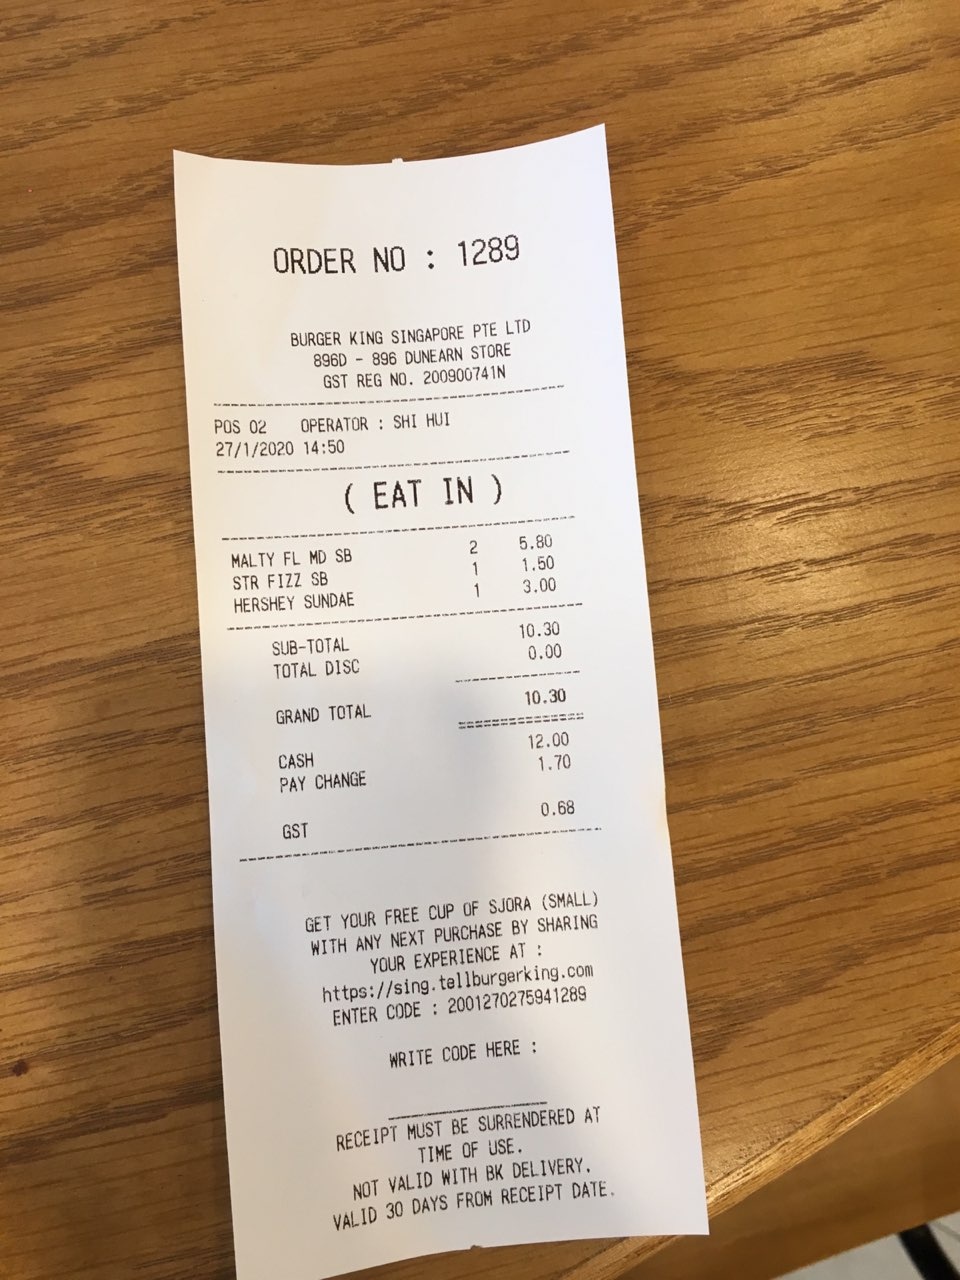 ORDER NO : 1289
BURGER KING SINGAPORE PTE LTD
896D - 896 DUNEARN STORE
GST REG NO. 200900741N
POS 02 OPERATOR : SHI HUI
27/1/2020 14:50
( EAT IN )
MALTY FL MD SB 2 5.80
STR FIZZ SB 1 1.50
HERSHEY SUNDAE 1 3.00
SUB-TOTAL 10.30
TOTAL DISC 0.00
GRAND TOTAL 10.30
CASH 12.00
PAY CHANGE 1.70
GST 0.68
GET YOUR FREE CUP OF SJORA (SMALL)
WITH ANY NEXT PURCHASE BY SHARING
YOUR EXPERIENCE AT :
https://sing.tellburgerking.com
ENTER CODE : 2001270275941289
WRITE CODE HERE :
RECEIPT MUST BE SURRENDERED AT
TIME OF USE.
NOT VALID WITH BK DELIVERY.
VALID 30 DAYS FROM RECEIPT DATE.